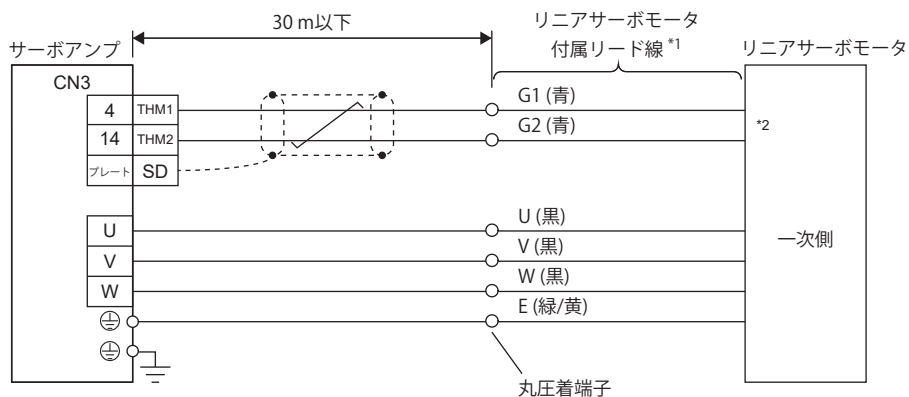 30 m以下
リニアサーボモータ
付属リード線 *1
サーボアンプ
リニアサーボモータ
CN3
4 THM1
G1 (青)
14 THM2
G2 (青)
*2
プレート SD
U
U (黒)
V
V (黒)
一次側
W
W (黒)
E (緑/黄)
丸圧着端子